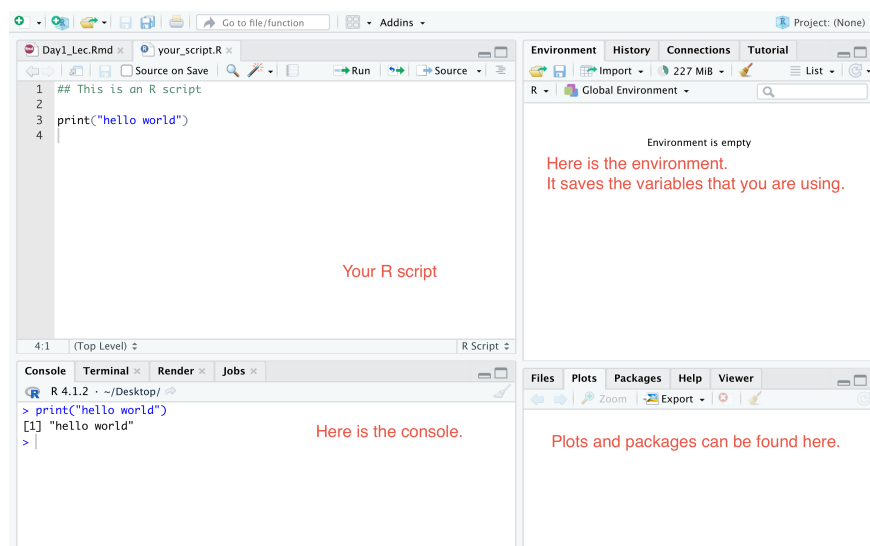 Go to file/function Addins Project: (None)
Day1_Lec.Rmd your_script.R
Source on Save Run Source
1 ## This is an R script
2
3 print("hello world")
4
Your R script
4:1 (Top Level) R Script
Environment History Connections Tutorial
Import 227 MiB List
R Global Environment
Environment is empty
Here is the environment.
It saves the variables that you are using.
Console Terminal Render Jobs
R 4.1.2 · ~/Desktop/
> print("hello world")
[1] "hello world"
>
Here is the console.
Files Plots Packages Help Viewer
Zoom Export
Plots and packages can be found here.